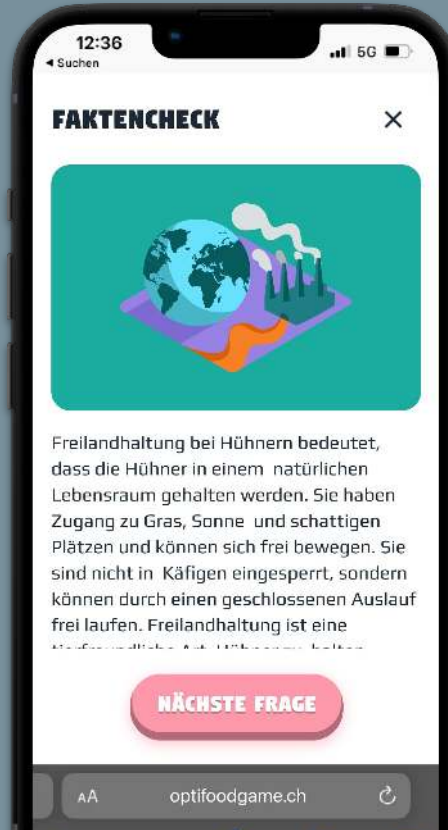 12:36
◀ Suchen
5G
FAKTENCHECK
Freilandhaltung bei Hühnern bedeutet,
dass die Hühner in einem natürlichen
Lebensraum gehalten werden. Sie haben
Zugang zu Gras, Sonne und schattigen
Plätzen und können sich frei bewegen. Sie
sind nicht in Käfigen eingesperrt, sondern
können durch einen geschlossenen Auslauf
frei laufen. Freilandhaltung ist eine
NÄCHSTE FRAGE
AA
optifoodgame.ch